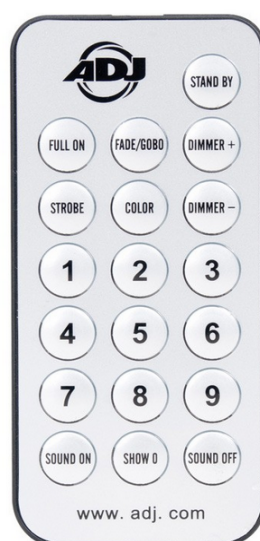 ADJ
STAND BY
FULL ON FADE/GOBO DIMMER +
STROBE COLOR DIMMER –
1 2 3
4 5 6
7 8 9
SOUND ON SHOW 0 SOUND OFF
www. adj. com